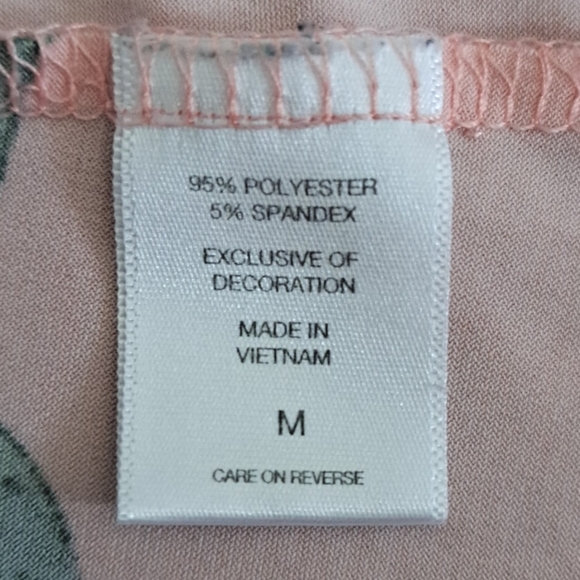 95% POLYESTER
5% SPANDEX
EXCLUSIVE OF
DECORATION
MADE IN
VIETNAM
M
CARE ON REVERSE